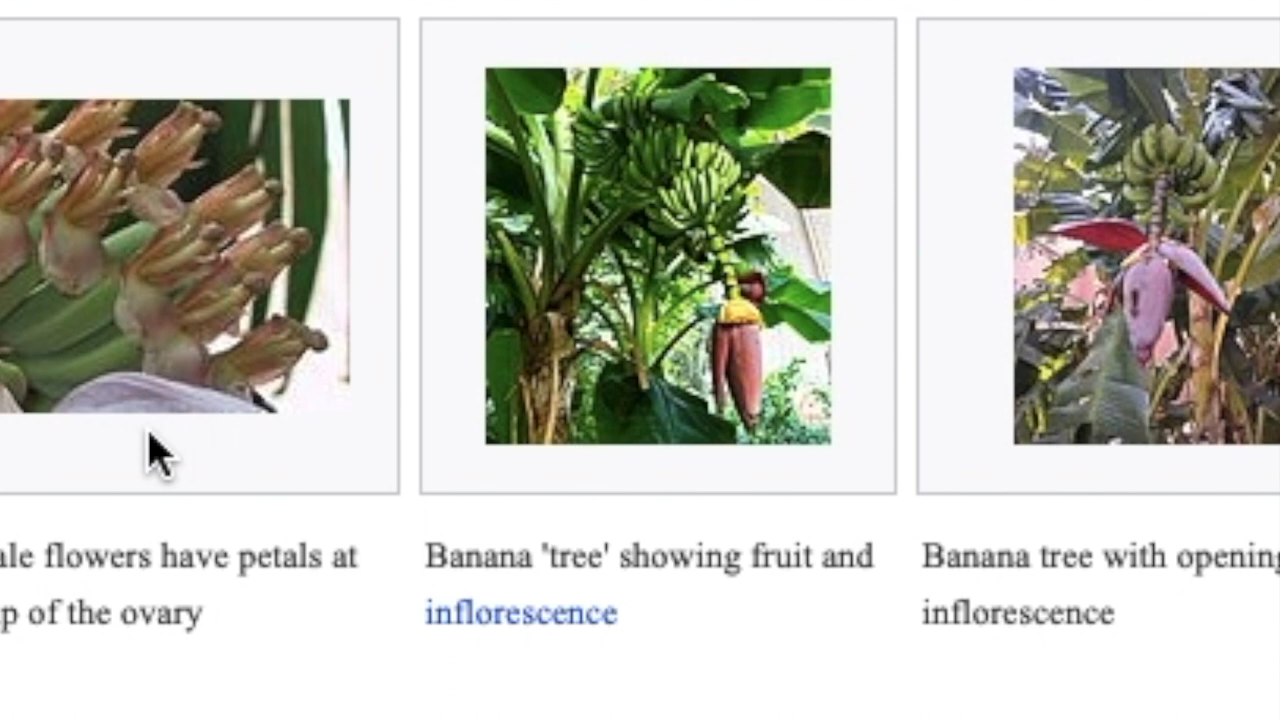 ale flowers have petals at
p of the ovary
Banana 'tree' showing fruit and
inflorescence
Banana tree with opening
inflorescence